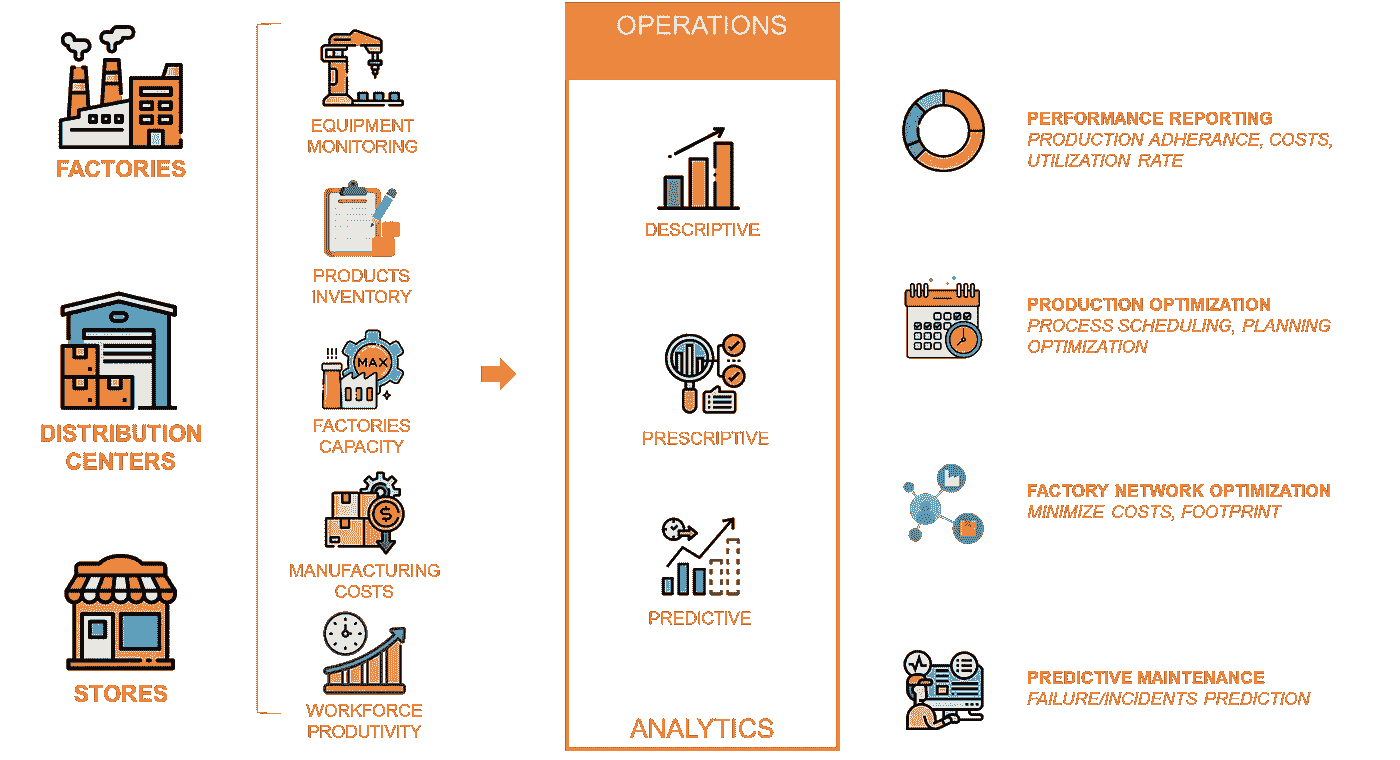 FACTORIES
DISTRIBUTION
CENTERS
STORES
EQUIPMENT
MONITORING
PRODUCTS
INVENTORY
MAX
FACTORIES
CAPACITY
$
MANUFACTURING
COSTS
WORKFORCE
PRODUTIVITY
OPERATIONS
DESCRIPTIVE
PRESCRIPTIVE
PREDICTIVE
ANALYTICS
PERFORMANCE REPORTING
PRODUCTION ADHERANCE, COSTS,
UTILIZATION RATE
PRODUCTION OPTIMIZATION
PROCESS SCHEDULING, PLANNING
OPTIMIZATION
FACTORY NETWORK OPTIMIZATION
MINIMIZE COSTS, FOOTPRINT
PREDICTIVE MAINTENANCE
FAILURE/INCIDENTS PREDICTION